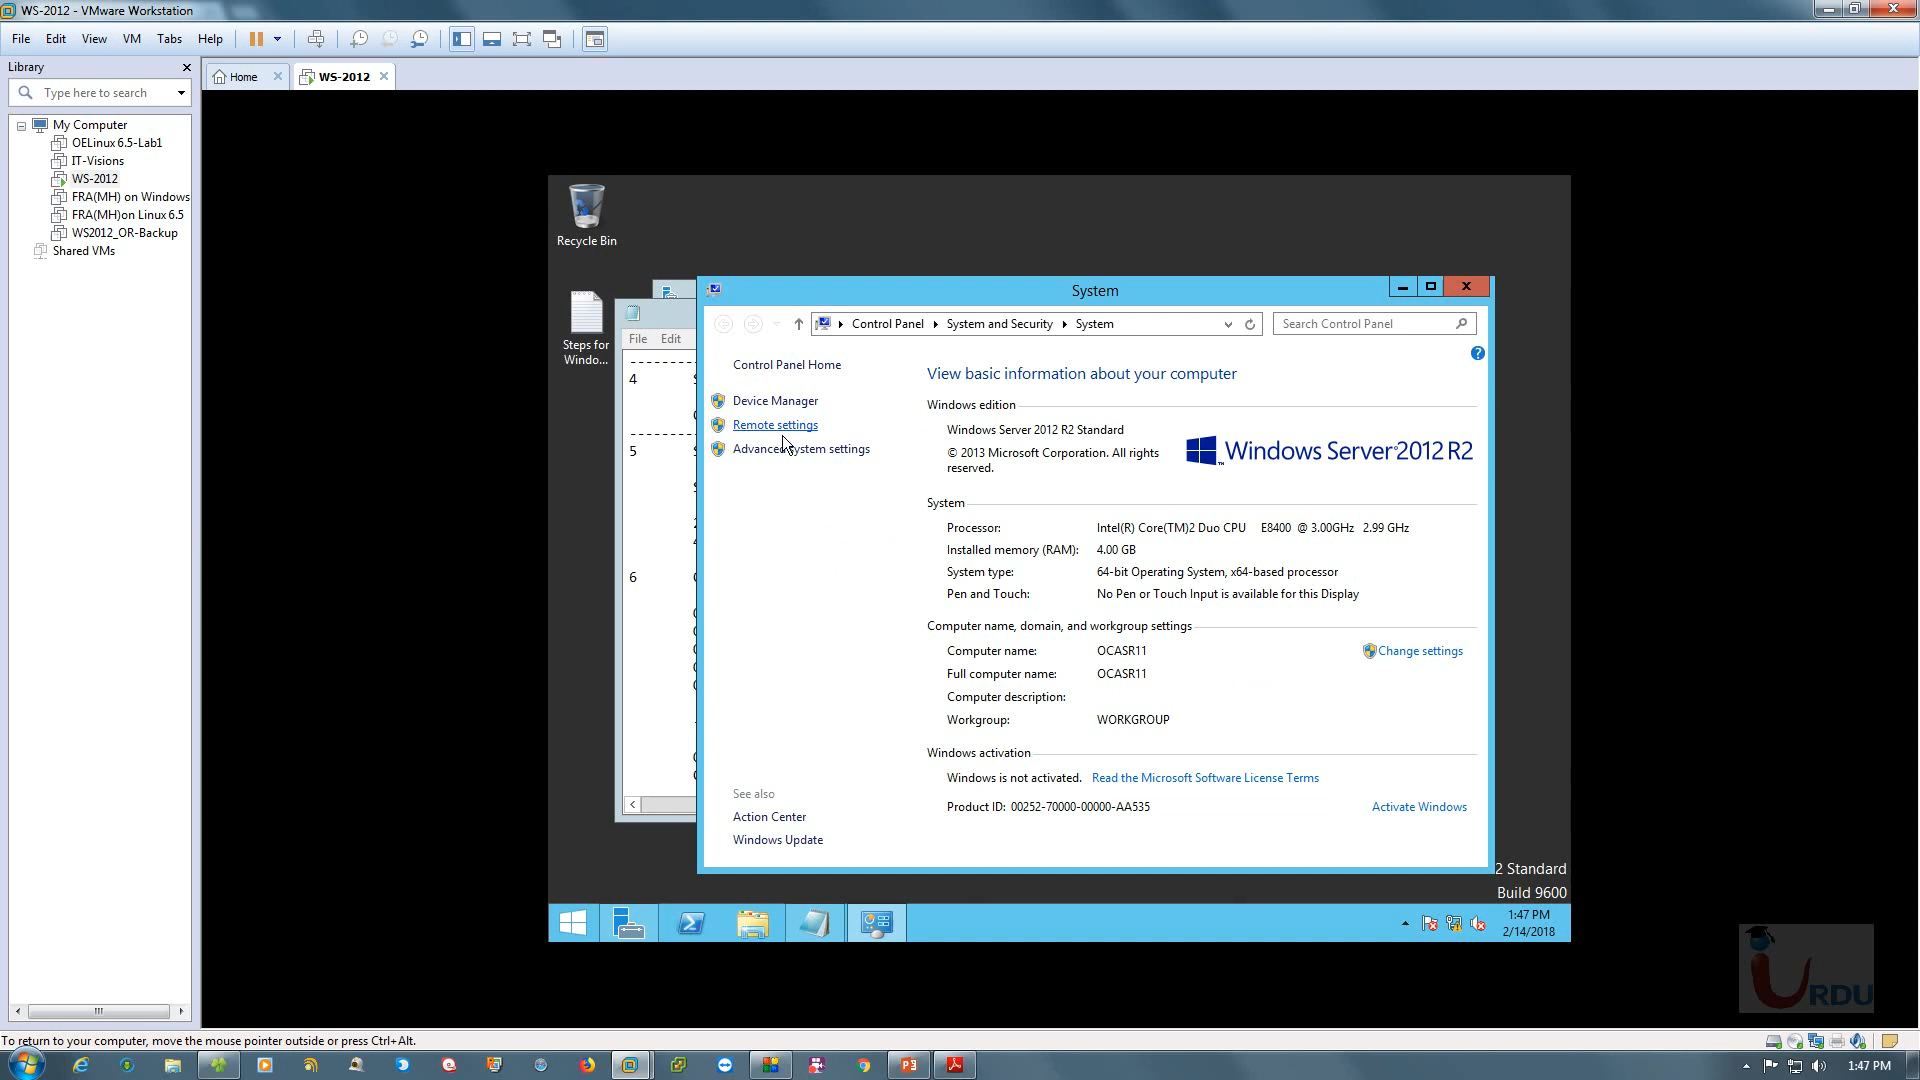 WS-2012 - VMware Workstation
File Edit View VM Tabs Help
Library
Type here to search
My Computer
OELinux 6.5-Lab1
IT-Visions
WS-2012
FRA(MH) on Windows
FRA(MH)on Linux 6.5
WS2012_OR-Backup
Shared VMs
Home
WS-2012
Recycle Bin
Steps for
Windo...
File Edit
4
5
6
System
Control Panel System and Security System
Search Control Panel
Control Panel Home
Device Manager
Remote settings
Advanced system settings
See also
Action Center
Windows Update
View basic information about your computer
Windows edition
Windows Server 2012 R2 Standard
© 2013 Microsoft Corporation. All rights
reserved.
Windows Server 2012 R2
System
Processor: Intel(R) Core(TM)2 Duo CPU E8400 @ 3.00GHz 2.99 GHz
Installed memory (RAM): 4.00 GB
System type: 64-bit Operating System, x64-based processor
Pen and Touch: No Pen or Touch Input is available for this Display
Computer name, domain, and workgroup settings
Computer name: OCASR11
Change settings
Full computer name: OCASR11
Computer description:
Workgroup: WORKGROUP
Windows activation
Windows is not activated. Read the Microsoft Software License Terms
Product ID: 00252-70000-00000-AA535
Activate Windows
2 Standard
Build 9600
1:47 PM
2/14/2018
iURDU
To return to your computer, move the mouse pointer outside or press Ctrl+Alt.
1:47 PM